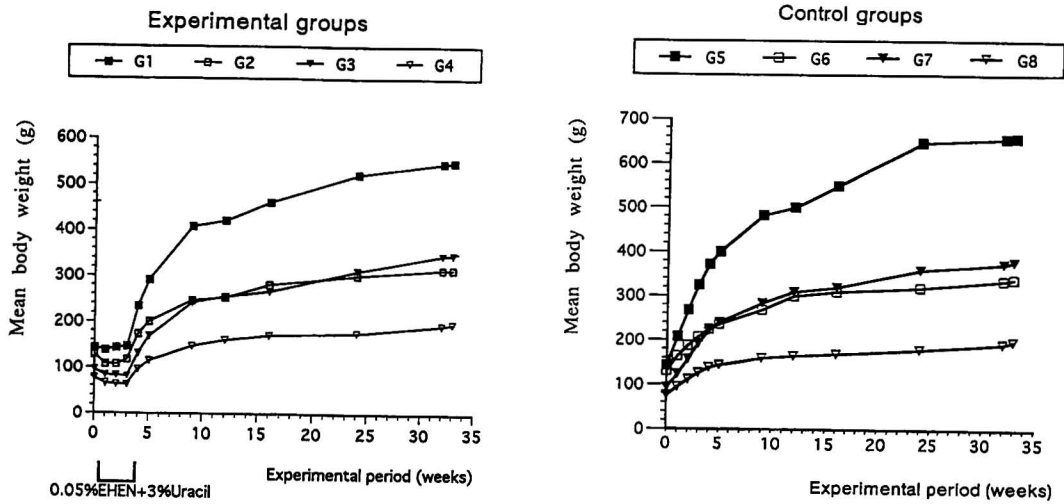 Experimental groups
G1 G2 G3 G4
Mean body weight (g)
600
500
400
300
200
100
0
0 5 10 15 20 25 30 35
Experimental period (weeks)
0.05%EHEN+3%Uracil
Control groups
G5 G6 G7 G8
Mean body weight (g)
700
600
500
400
300
200
100
0
0 5 10 15 20 25 30 35
Experimental period (weeks)